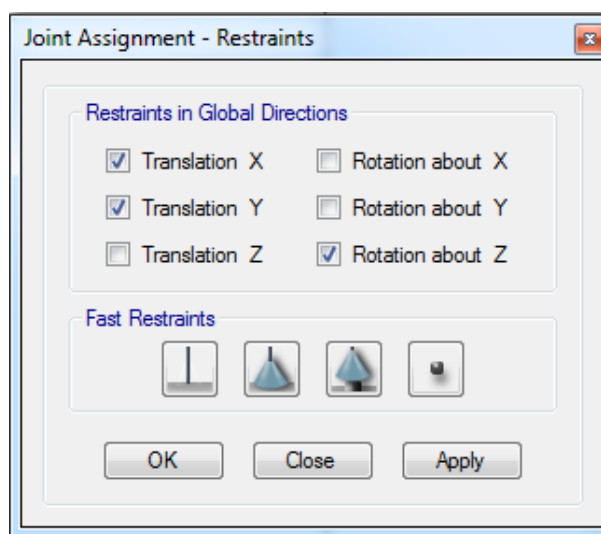 Joint Assignment - Restraints
Restraints in Global Directions
Translation X Rotation about X
Translation Y Rotation about Y
Translation Z Rotation about Z
Fast Restraints
OK Close Apply